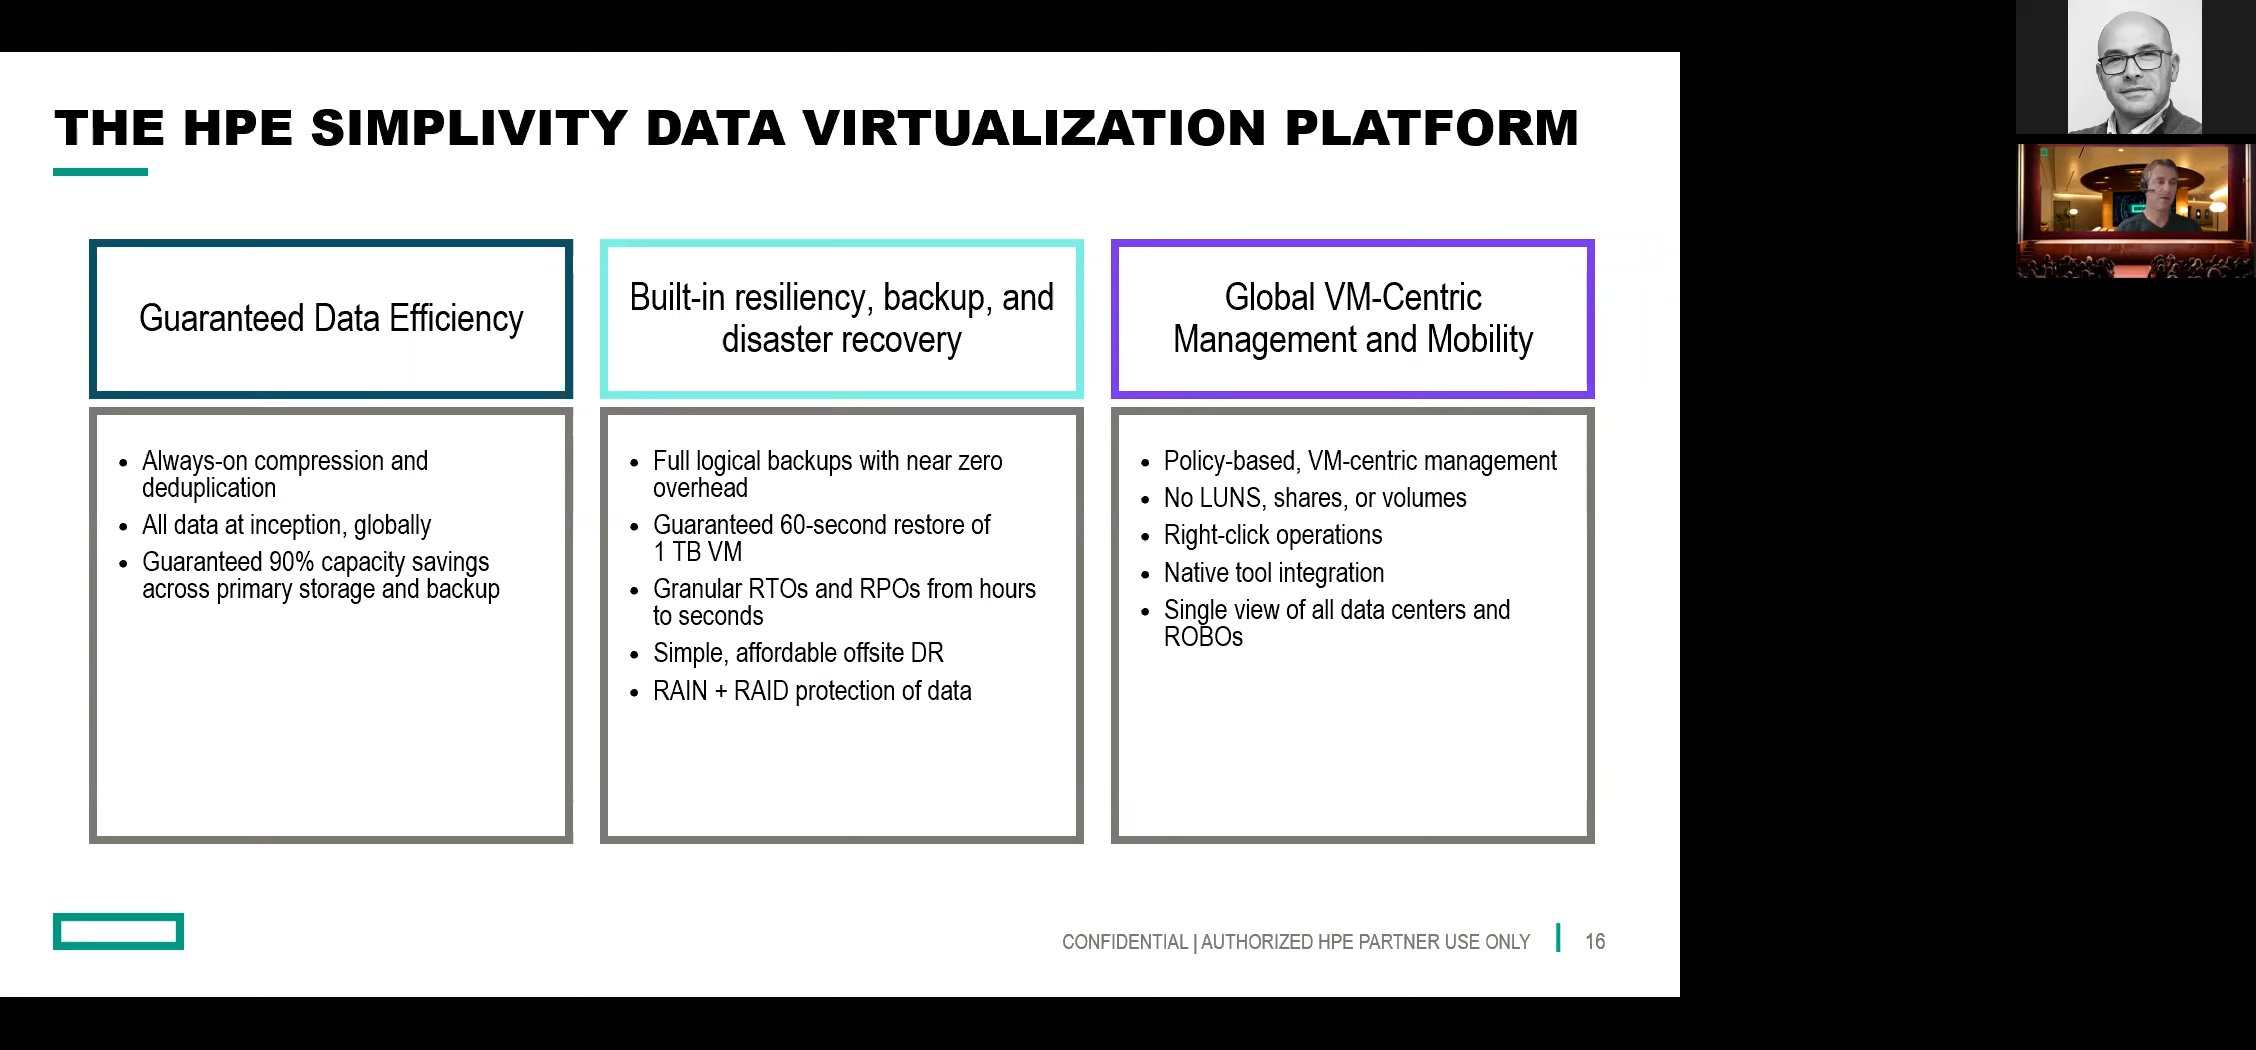 THE HPE SIMPLIVITY DATA VIRTUALIZATION PLATFORM
Guaranteed Data Efficiency
• Always-on compression and
deduplication
• All data at inception, globally
• Guaranteed 90% capacity savings
across primary storage and backup
Built-in resiliency, backup, and
disaster recovery
• Full logical backups with near zero
overhead
• Guaranteed 60-second restore of
1 TB VM
• Granular RTOs and RPOs from hours
to seconds
• Simple, affordable offsite DR
• RAIN + RAID protection of data
Global VM-Centric
Management and Mobility
• Policy-based, VM-centric management
• No LUNS, shares, or volumes
• Right-click operations
• Native tool integration
• Single view of all data centers and
ROBOs
CONFIDENTIAL | AUTHORIZED HPE PARTNER USE ONLY
16